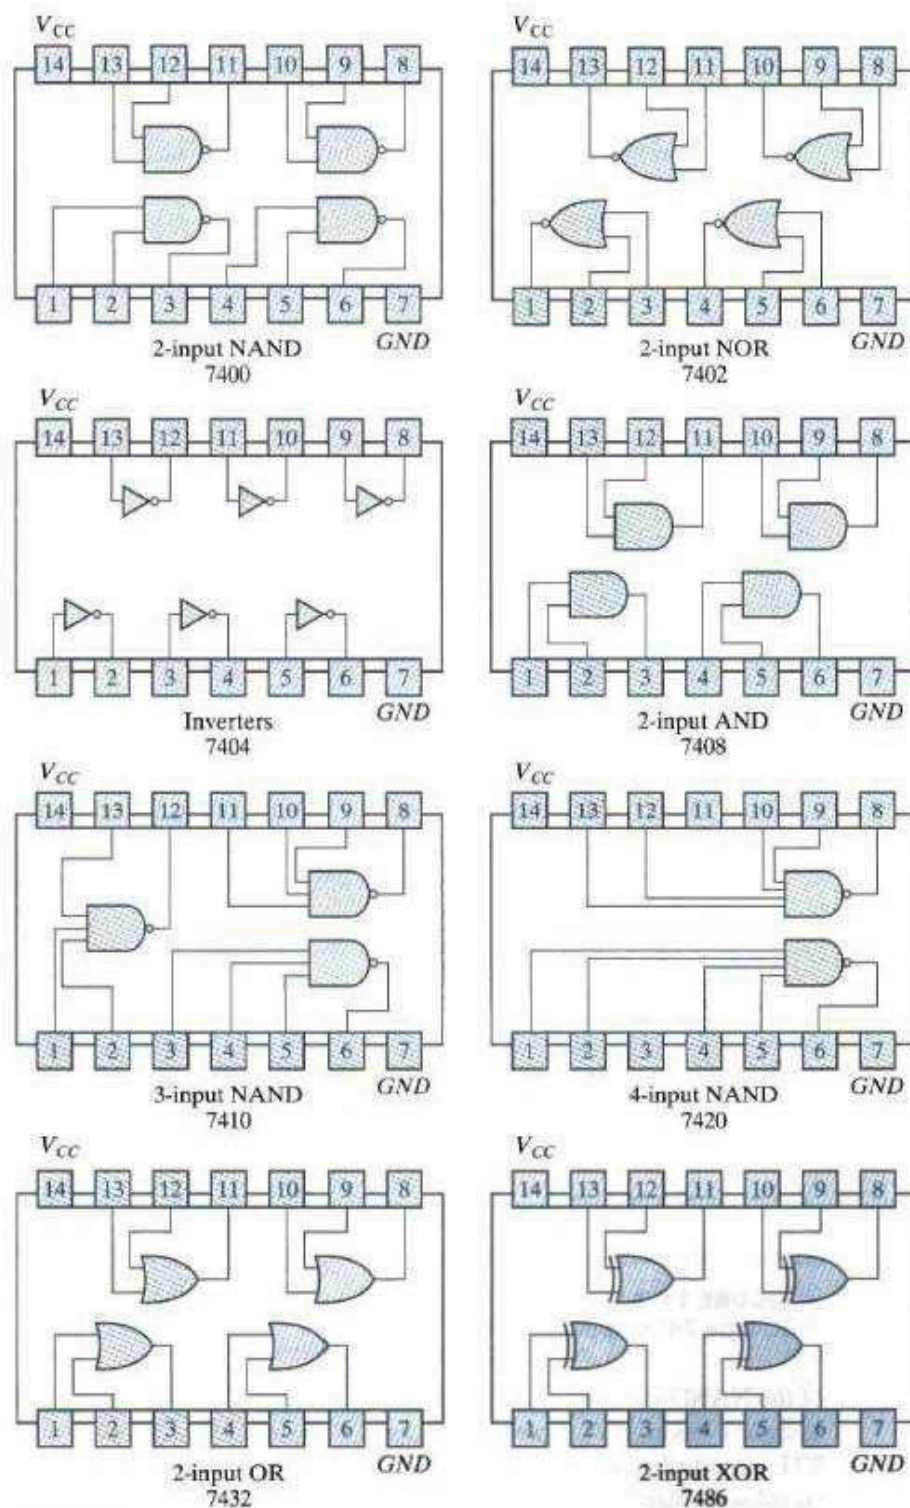 VCC VCC
14 13 12 11 10 9 8 14 13 12 11 10 9 8
1 2 3 4 5 6 7 1 2 3 4 5 6 7
2-input NAND GND 2-input NOR GND
7400 7402
VCC VCC
14 13 12 11 10 9 8 14 13 12 11 10 9 8
1 2 3 4 5 6 7 1 2 3 4 5 6 7
Inverters GND 2-input AND GND
7404 7408
VCC VCC
14 13 12 11 10 9 8 14 13 12 11 10 9 8
1 2 3 4 5 6 7 1 2 3 4 5 6 7
3-input NAND GND 4-input NAND GND
7410 7420
VCC VCC
14 13 12 11 10 9 8 14 13 12 11 10 9 8
1 2 3 4 5 6 7 1 2 3 4 5 6 7
2-input OR GND 2-input XOR GND
7432 7486